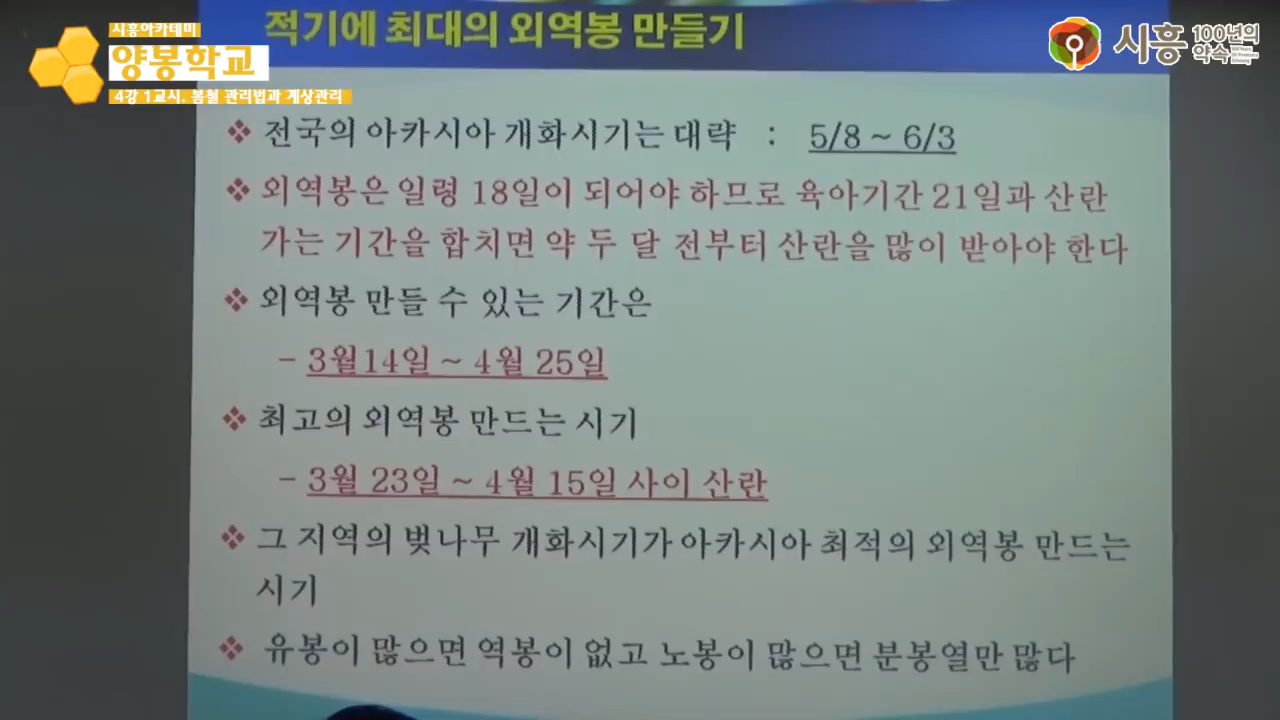 시흥아카데미
양봉학교
4강 1교시. 봄철 관리법과 계상관리
시흥 100년의
약속
적기에 최대의 외역봉 만들기
❖ 전국의 아카시아 개화시기는 대략 : 5/8 ~ 6/3
❖ 외역봉은 일령 18일이 되어야 하므로 육아기간 21일과 산란
가는 기간을 합치면 약 두 달 전부터 산란을 많이 받아야 한다
❖ 외역봉 만들 수 있는 기간은
- 3월14일 ~ 4월 25일
❖ 최고의 외역봉 만드는 시기
- 3월 23일 ~ 4월 15일 사이 산란
❖ 그 지역의 벚나무 개화시기가 아카시아 최적의 외역봉 만드는
시기
❖ 유봉이 많으면 역봉이 없고 노봉이 많으면 분봉열만 많다